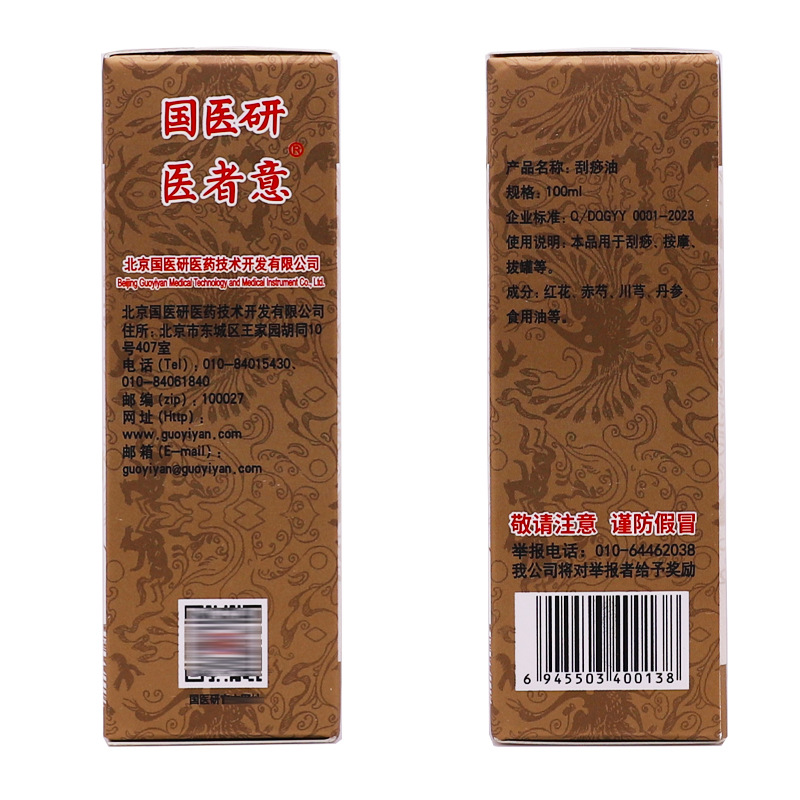 国医研
医者意®
北京国医研医药技术开发有限公司
Beijing Guoyiyan Medical Technology and Medical Instrument Co., Ltd.
北京国医研医药技术开发有限公司
住所：北京市东城区王家园胡同10
号407室
电话(Tel)：010-84015430、
010-84061840
邮编(zip)：100027
网址(Http)：
www.guoyiyan.com
邮箱(E-mail)：
guoyiyan@guoyiyan.com
国医研
产品名称：刮痧油
规格：100ml
企业标准：Q/DQGYY 0001-2023
使用说明：本品用于刮痧、按摩、
拔罐等。
成分：红花、赤芍、川芎、丹参、
食用油等。
敬请注意 谨防假冒
举报电话：010-64462038
我公司将对举报者给予奖励
6 945503 400138